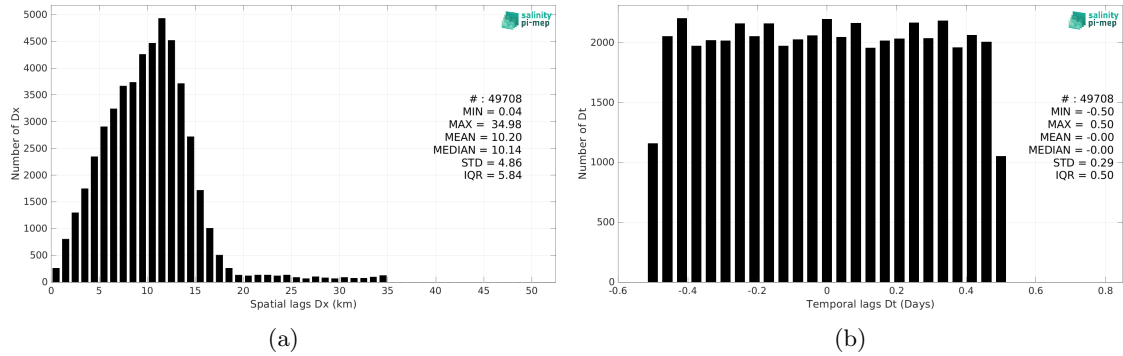 salinity
pi-mep
5000
4500
4000
3500
3000
2500
2000
1500
1000
500
0
Number of Dx
# : 49708
MIN = 0.04
MAX = 34.98
MEAN = 10.20
MEDIAN = 10.14
STD = 4.86
IQR = 5.84
0 5 10 15 20 25 30 35 40 45 50
Spatial lags Dx (km)
(a)
salinity
pi-mep
2000
1500
1000
500
0
Number of Dt
# : 49708
MIN = -0.50
MAX = 0.50
MEAN = -0.00
MEDIAN = -0.00
STD = 0.29
IQR = 0.50
-0.6 -0.4 -0.2 0 0.2 0.4 0.6 0.8
Temporal lags Dt (Days)
(b)